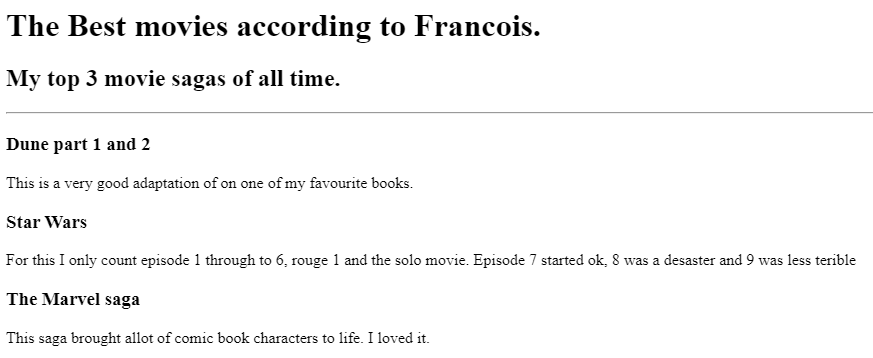 The Best movies according to Francois.
My top 3 movie sagas of all time.
Dune part 1 and 2
This is a very good adaptation of on one of my favourite books.
Star Wars
For this I only count episode 1 through to 6, rouge 1 and the solo movie. Episode 7 started ok, 8 was a desaster and 9 was less terible
The Marvel saga
This saga brought allot of comic book characters to life. I loved it.